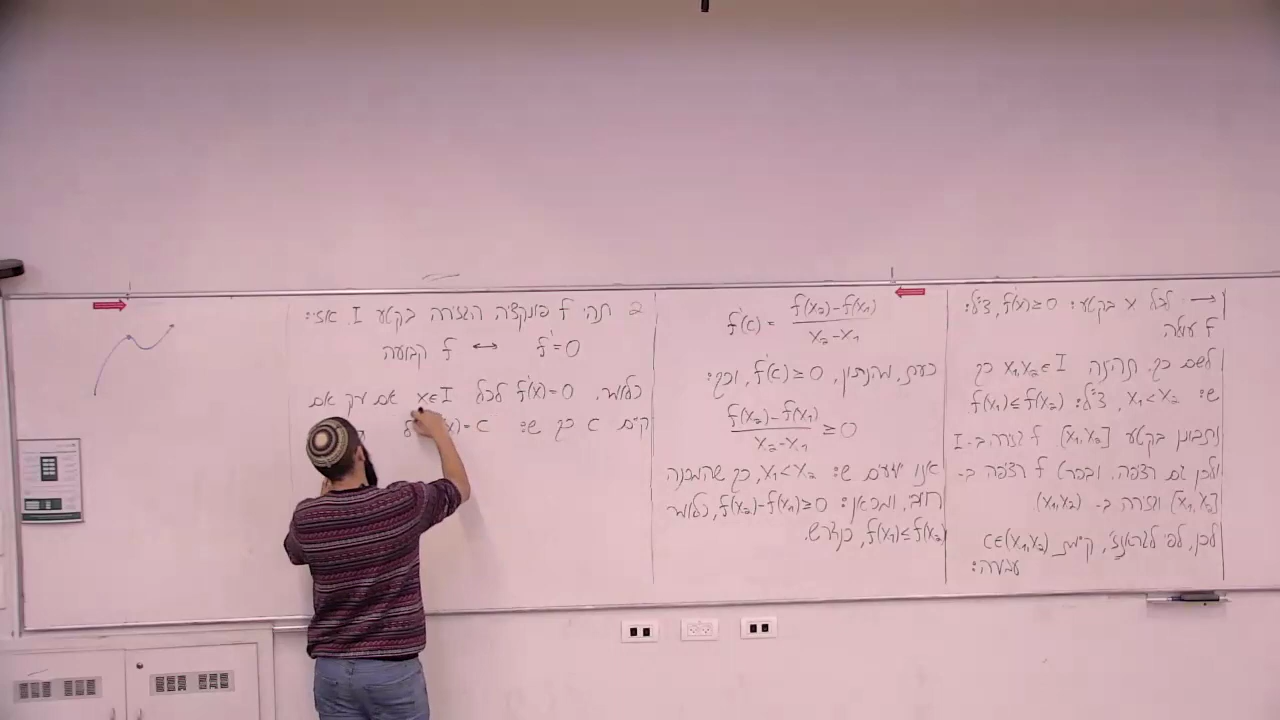 לכל x בקטע: f'(x)≥0, צ"ל:
f עולה
לשם כך, תהיינה x₁,x₂∈I כך
ש: x₁<x₂, צ"ל: f(x₁)≤f(x₂).
נתבונן בקטע [x₁,x₂]. f גזירה ב-I
ולכן גם רציפה. ובפרט f רציפה ב-
[x₁,x₂] וגזירה ב- (x₁,x₂)
לכן, לפי לגראנז', קיימת c∈(x₁,x₂)
עבורה:
f'(c) = (f(x₂)-f(x₁))/(x₂-x₁)
כעת, מהנתון, f'(c)≥0, ולכן:
(f(x₂)-f(x₁))/(x₂-x₁) ≥0
אנו יודעים ש: x₁<x₂, כך שהמכנה
חיובי, ומכאן: f(x₂)-f(x₁)≥0, כלומר
f(x₁)≤f(x₂), כנדרש.
2 תהי f פונקציה הגזירה בקטע I. אזי:
f'=0 ↔ f קבועה
כלומר, f'(x)=0 לכל x∈I אם ורק אם
קיים c כך ש: =c